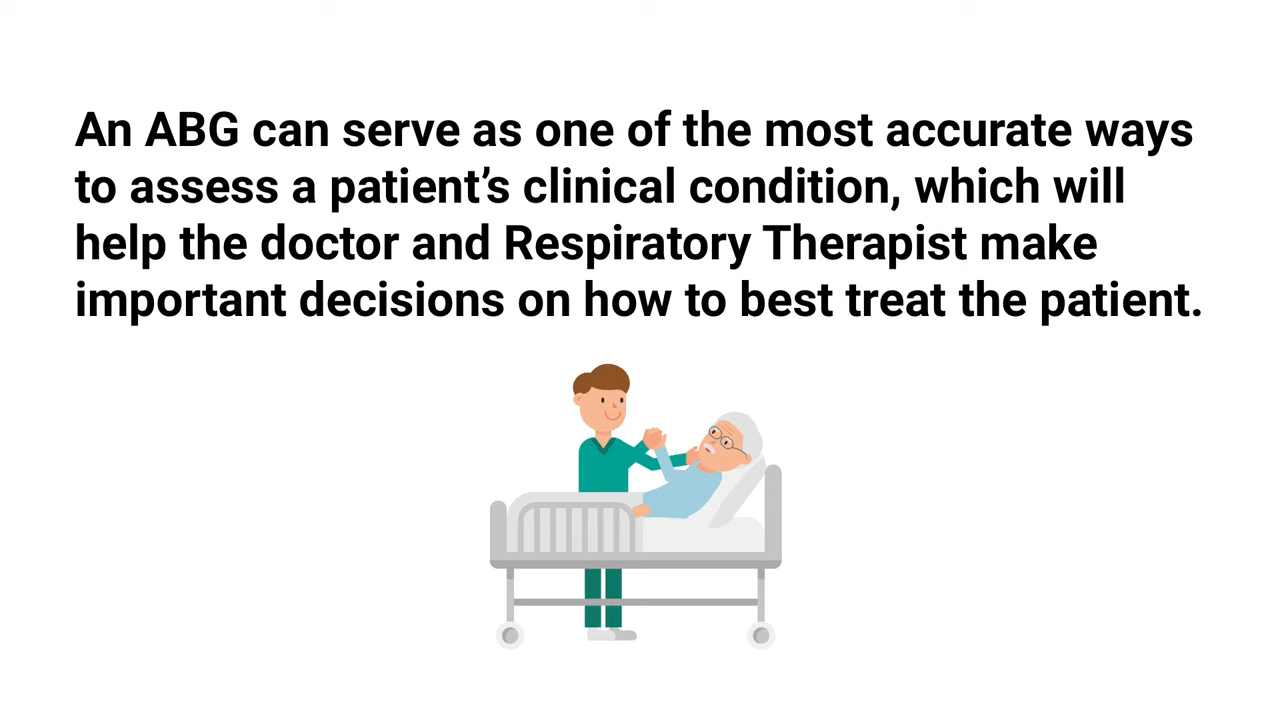 An ABG can serve as one of the most accurate ways
to assess a patient’s clinical condition, which will
help the doctor and Respiratory Therapist make
important decisions on how to best treat the patient.